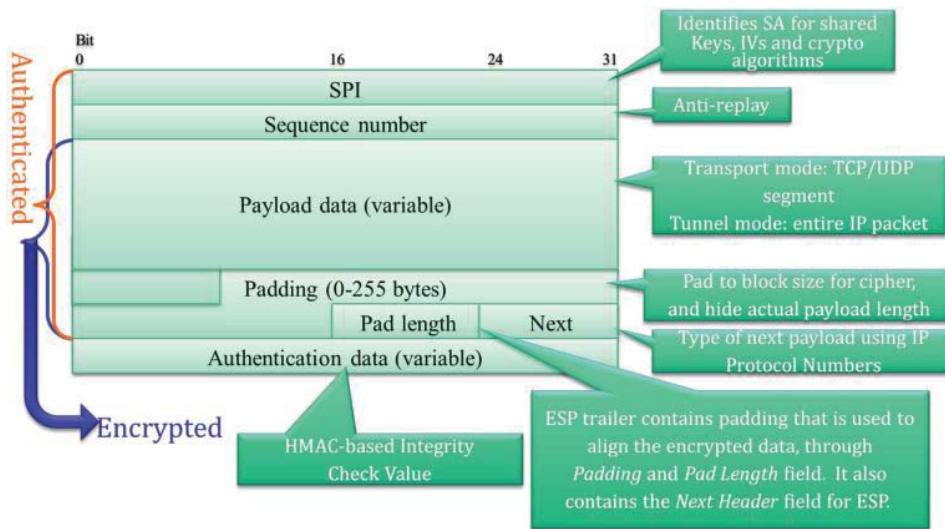 Bit
0 16 24 31
Identifies SA for shared
Keys, IVs and crypto
algorithms
Authenticated
SPI
Sequence number
Anti-replay
Payload data (variable)
Transport mode: TCP/UDP
segment
Tunnel mode: entire IP packet
Padding (0-255 bytes)
Pad to block size for cipher,
and hide actual payload length
Pad length
Next
Type of next payload using IP
Protocol Numbers
Authentication data (variable)
Encrypted
HMAC-based Integrity
Check Value
ESP trailer contains padding that is used to
align the encrypted data, through
Padding and Pad Length field. It also
contains the Next Header field for ESP.